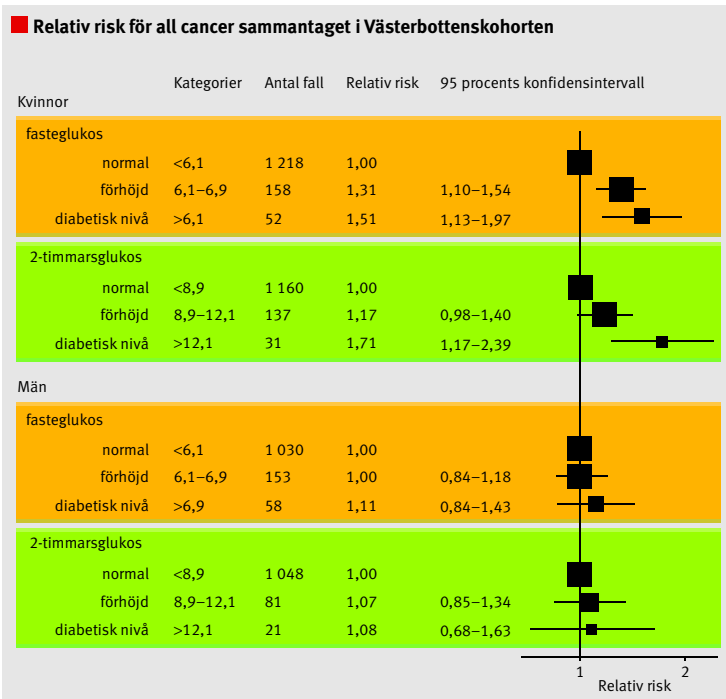 Relativ risk för all cancer sammantaget i Västerbottenskohorten
Kategorier Antal fall Relativ risk 95 procents konfidensintervall
Kvinnor
fasteglukos
normal <6,1 1 218 1,00
förhöjd 6,1–6,9 158 1,31 1,10–1,54
diabetisk nivå >6,1 52 1,51 1,13–1,97
2-timmarsglukos
normal <8,9 1 160 1,00
förhöjd 8,9–12,1 137 1,17 0,98–1,40
diabetisk nivå >12,1 31 1,71 1,17–2,39
Män
fasteglukos
normal <6,1 1 030 1,00
förhöjd 6,1–6,9 153 1,00 0,84–1,18
diabetisk nivå >6,9 58 1,11 0,84–1,43
2-timmarsglukos
normal <8,9 1 048 1,00
förhöjd 8,9–12,1 81 1,07 0,85–1,34
diabetisk nivå >12,1 21 1,08 0,68–1,63
1 2
Relativ risk